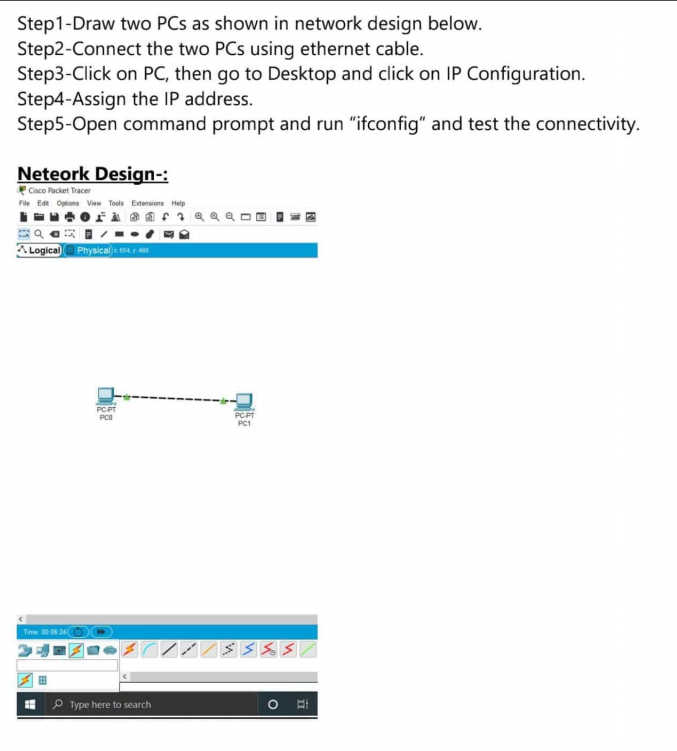 Step1-Draw two PCs as shown in network design below.
Step2-Connect the two PCs using ethernet cable.
Step3-Click on PC, then go to Desktop and click on IP Configuration.
Step4-Assign the IP address.
Step5-Open command prompt and run “ifconfig” and test the connectivity.
Neteork Design-:
Cisco Packet Tracer
File Edit Options View Tools Extensions Help
Logical Physical
PC-PT
PC0
PC-PT
PC1
Time: 00:06:24
Type here to search